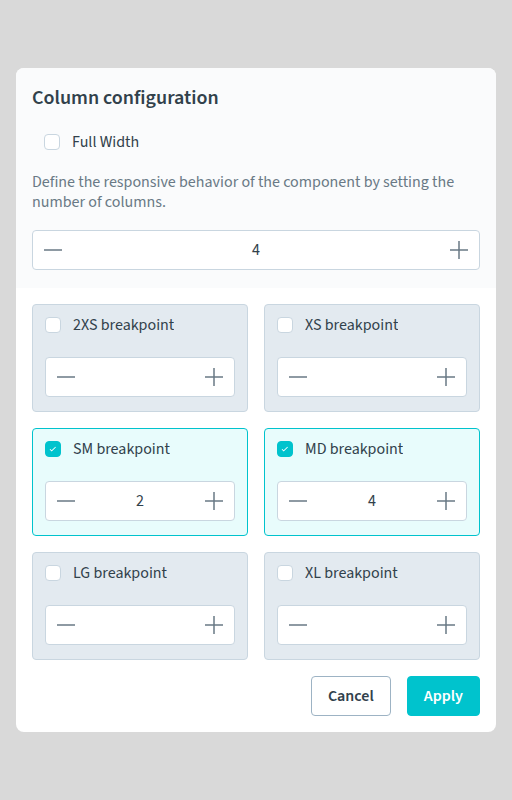 Column configuration
Full Width
Define the responsive behavior of the component by setting the
number of columns.
4
2XS breakpoint
XS breakpoint
SM breakpoint
MD breakpoint
2
4
LG breakpoint
XL breakpoint
Cancel
Apply